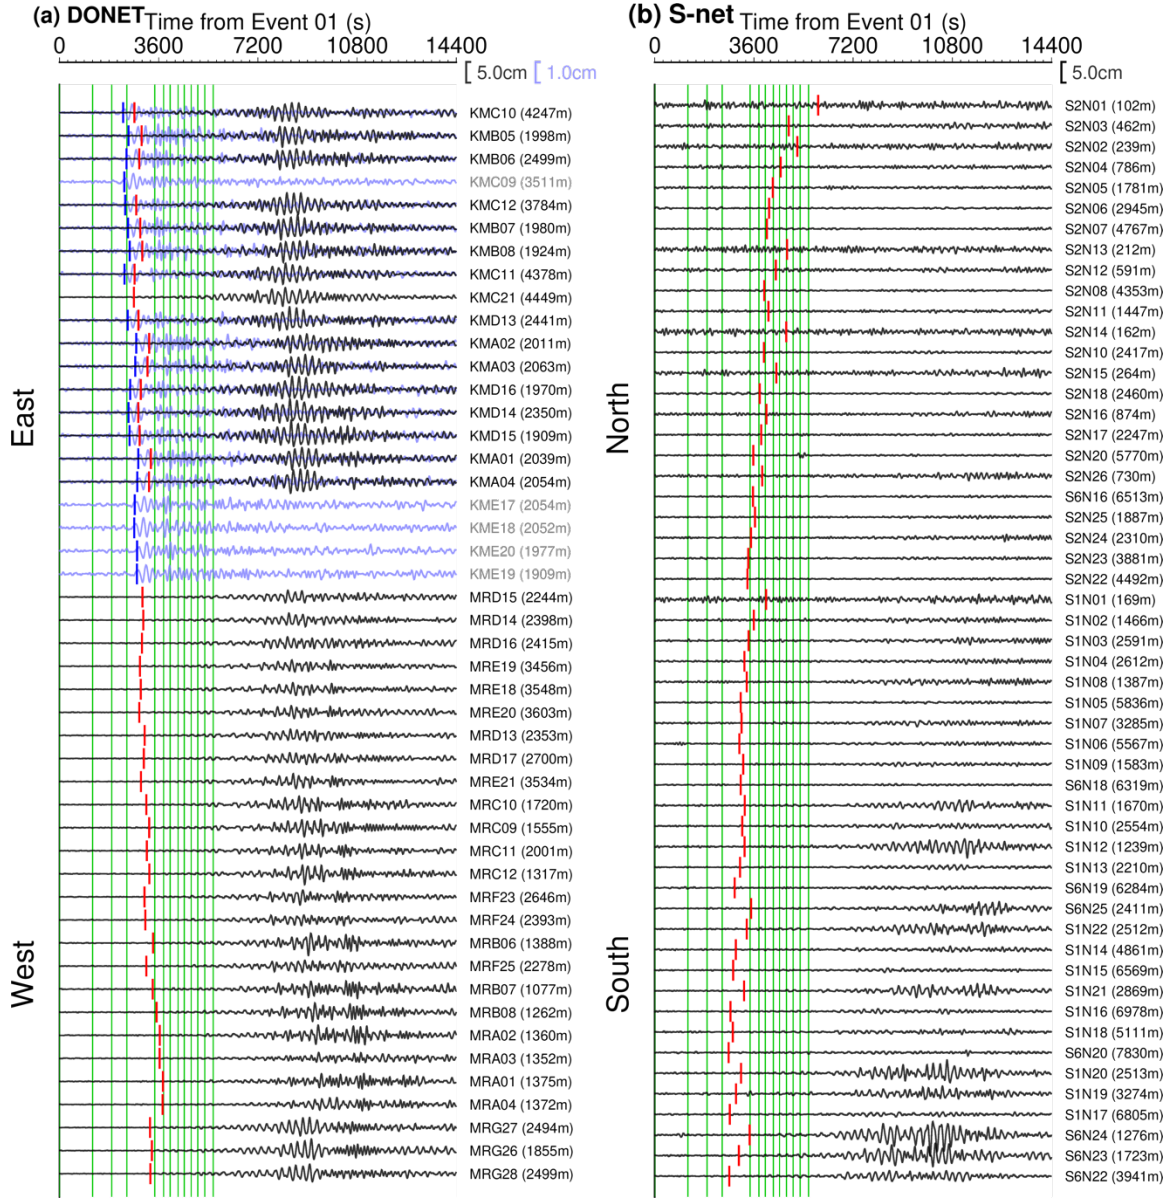 (a) DONET Time from Event 01 (s)
0 3600 7200 10800 14400
5.0cm 1.0cm
KMC10 (4247m)
KMB05 (1998m)
KMB06 (2499m)
KMC09 (3511m)
KMC12 (3784m)
KMB07 (1980m)
KMB08 (1924m)
KMC11 (4378m)
KMC21 (4449m)
KMD13 (2441m)
KMA02 (2011m)
KMA03 (2063m)
KMD16 (1970m)
KMD14 (2350m)
KMD15 (1909m)
KMA01 (2039m)
KMA04 (2054m)
KME17 (2054m)
KME18 (2052m)
KME20 (1977m)
KME19 (1909m)
MRD15 (2244m)
MRD14 (2398m)
MRD16 (2415m)
MRE19 (3456m)
MRE18 (3548m)
MRE20 (3603m)
MRD13 (2353m)
MRD17 (2700m)
MRE21 (3534m)
MRC10 (1720m)
MRC09 (1555m)
MRC11 (2001m)
MRC12 (1317m)
MRF23 (2646m)
MRF24 (2393m)
MRB06 (1388m)
MRF25 (2278m)
MRB07 (1077m)
MRB08 (1262m)
MRA02 (1360m)
MRA03 (1352m)
MRA01 (1375m)
MRA04 (1372m)
MRG27 (2494m)
MRG26 (1855m)
MRG28 (2499m)
East
West
(b) S-net Time from Event 01 (s)
0 3600 7200 10800 14400
5.0cm
S2N01 (102m)
S2N03 (462m)
S2N02 (239m)
S2N04 (786m)
S2N05 (1781m)
S2N06 (2945m)
S2N07 (4767m)
S2N13 (212m)
S2N12 (591m)
S2N08 (4353m)
S2N11 (1447m)
S2N14 (162m)
S2N10 (2417m)
S2N15 (264m)
S2N18 (2460m)
S2N16 (874m)
S2N17 (2247m)
S2N20 (5770m)
S2N26 (730m)
S6N16 (6513m)
S2N25 (1887m)
S2N24 (2310m)
S2N23 (3881m)
S2N22 (4492m)
S1N01 (169m)
S1N02 (1466m)
S1N03 (2591m)
S1N04 (2612m)
S1N08 (1387m)
S1N05 (5836m)
S1N07 (3285m)
S1N06 (5567m)
S1N09 (1583m)
S6N18 (6319m)
S1N11 (1670m)
S1N10 (2554m)
S1N12 (1239m)
S1N13 (2210m)
S6N19 (6284m)
S6N25 (2411m)
S1N22 (2512m)
S1N14 (4861m)
S1N15 (6569m)
S1N21 (2869m)
S1N16 (6978m)
S1N18 (5111m)
S6N20 (7830m)
S1N20 (2513m)
S1N19 (3274m)
S1N17 (6805m)
S6N24 (1276m)
S6N23 (1723m)
S6N22 (3941m)
North
South